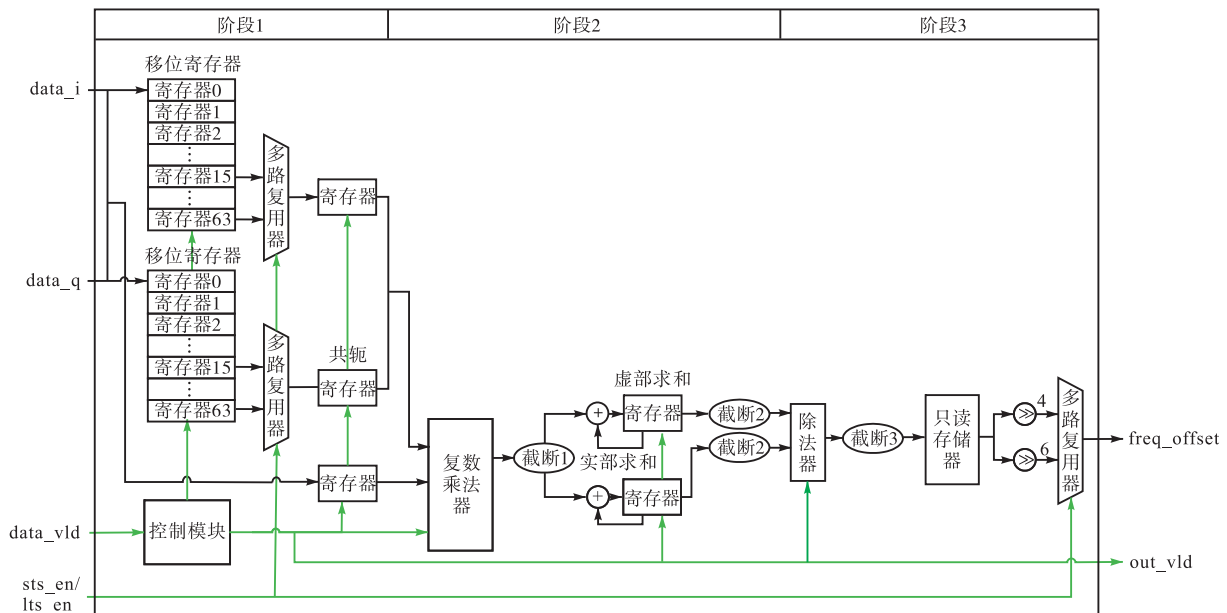 阶段1
阶段2
阶段3
移位寄存器
data_i
寄存器0
寄存器1
寄存器2
⋮
寄存器15
⋮
寄存器63
多路复用器
寄存器
移位寄存器
data_q
寄存器0
寄存器1
寄存器2
⋮
寄存器15
⋮
寄存器63
多路复用器
共轭
寄存器
寄存器
控制模块
data_vld
sts_en/
lts_en
复数
乘法
器
截断1
虚部求和
+
寄存器
截断2
实部求和
+
寄存器
截断2
除法器
截断3
只读
存储
器
≫
4
≫
6
多路复用器
freq_offset
out_vld